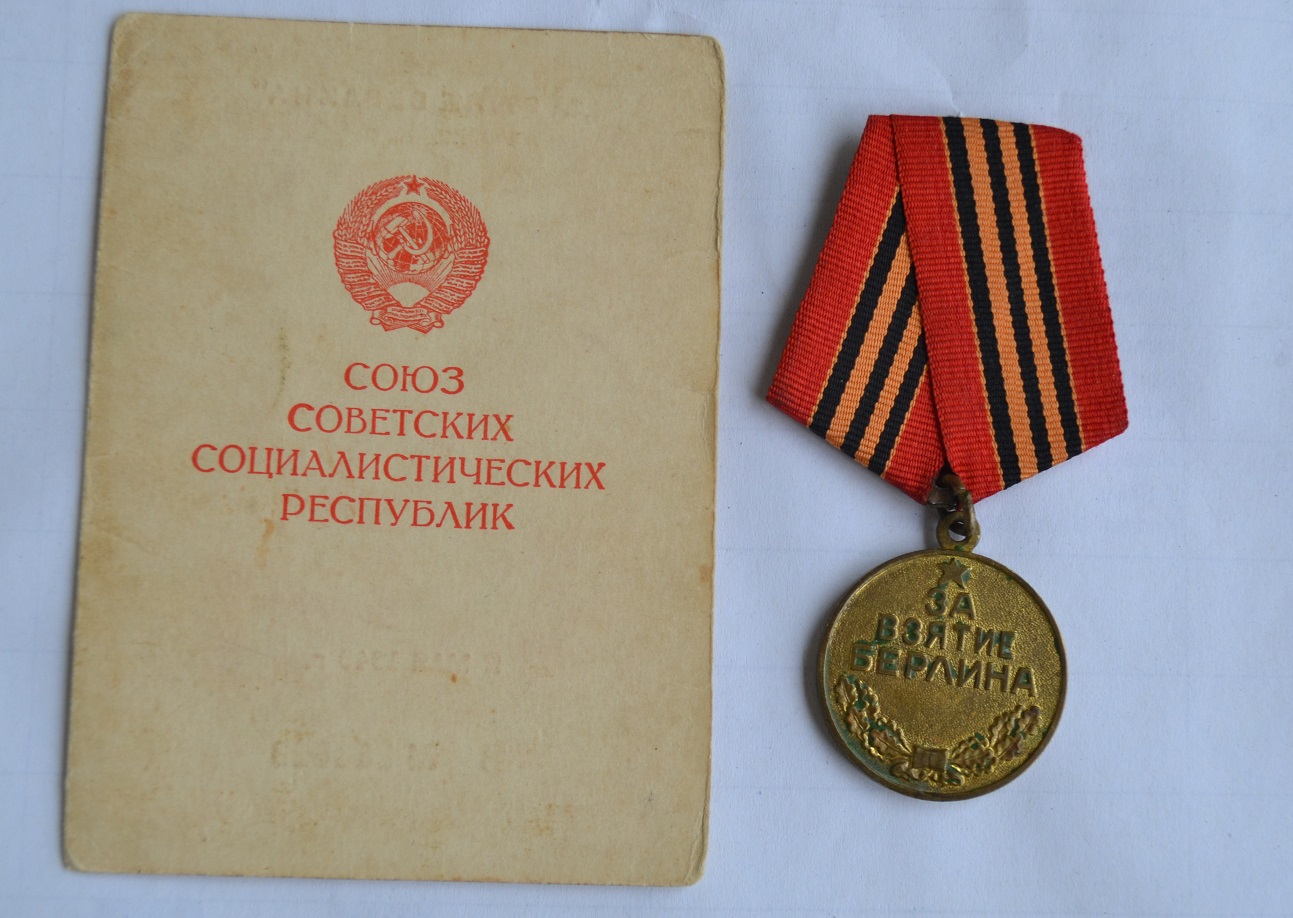 СОЮЗ
СОВЕТСКИХ
СОЦИАЛИСТИЧЕСКИХ
РЕСПУБЛИК
ЗА
ВЗЯТИЕ
БЕРЛИНА